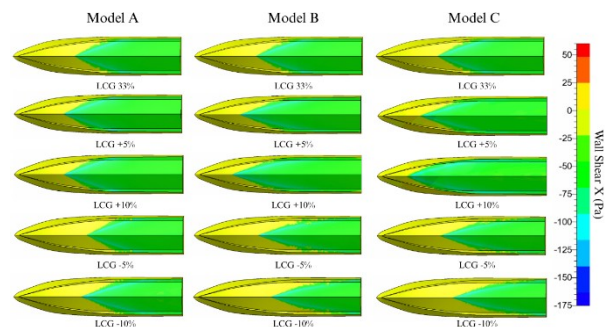 Model A Model B Model C
LCG 33% LCG 33% LCG 33%
LCG +5% LCG +5% LCG +5%
LCG +10% LCG +10% LCG +10%
LCG -5% LCG -5% LCG -5%
LCG -10% LCG -10% LCG -10%
50
25
0
-25
-50
-75
-100
-125
-150
-175
Wall Shear X (Pa)